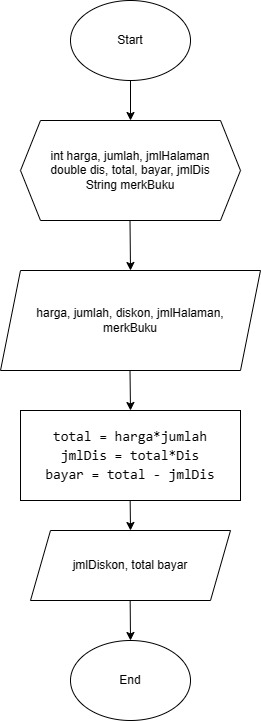 Start
int harga, jumlah, jmlHalaman
double dis, total, bayar, jmlDis
String merkBuku
harga, jumlah, diskon, jmlHalaman,
merkBuku
total = harga*jumlah
jmlDis = total*Dis
bayar = total - jmlDis
jmlDiskon, total bayar
End